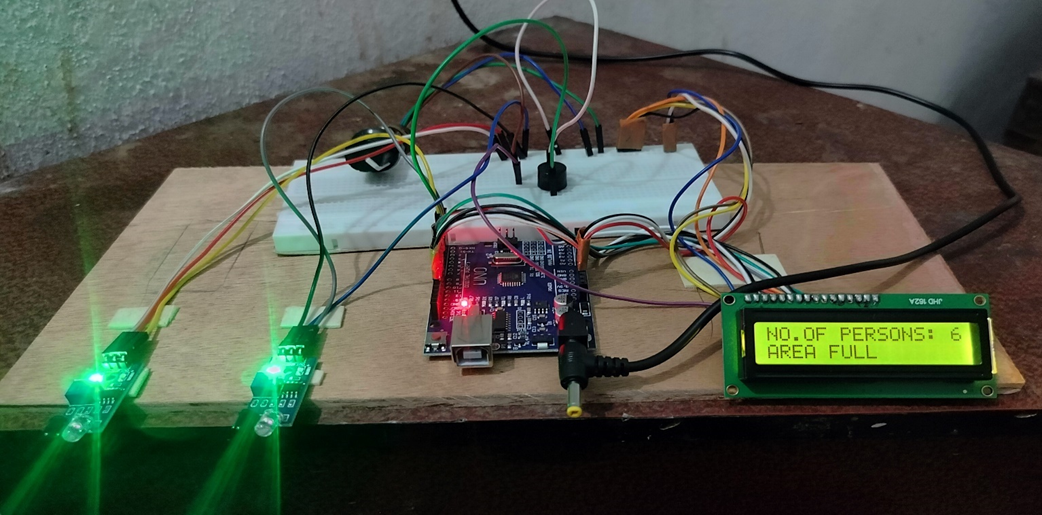 UNO
JHD 162A
NO.OF PERSONS: 6
AREA FULL